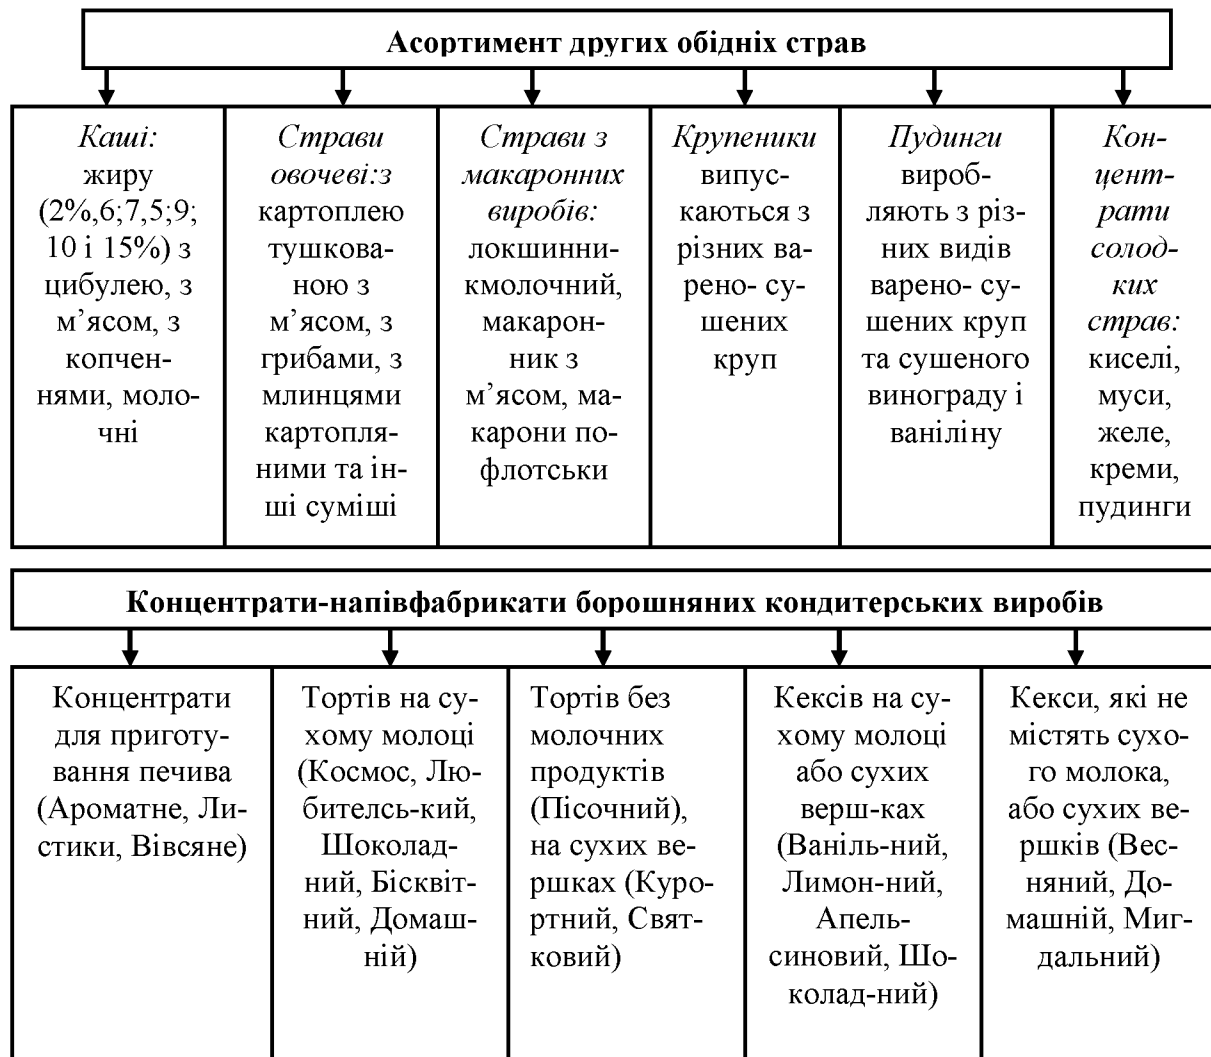 Асортимент других обідніх страв
Каші:
жиру
(2%,6;7,5;9;
10 і 15%) з
цибулею, з
м’ясом, з
копчен-
нями, моло-
чні
Страви
овочеві:з
картоплею
тушкова-
ною з
м’ясом, з
грибами, з
млинцями
картопля-
ними та ін-
ші суміші
Страви з
макаронних
виробів:
локшинни-
кмолочний,
макарон-
ник з
м’ясом, ма-
карони по-
флотськи
Крупеники
випус-
каються з
різних ва-
рено- су-
шених
круп
Пудинги
вироб-
ляють з різ-
них видів
варено- су-
шених круп
та сушеного
винограду і
ваніліну
Кон-
цент-
рати
солод-
ких
страв:
киселі,
муси,
желе,
креми,
пудинги
Концентрати-напівфабрикати борошняних кондитерських виробів
Концентрати
для приготу-
вання печива
(Ароматне, Ли-
стики, Вівсяне)
Тортів на су-
хому молоці
(Космос, Лю-
бителсь-кий,
Шоколад-
ний, Бісквіт-
ний, Домаш-
ній)
Тортів без
молочних
продуктів
(Пісочний),
на сухих ве-
ршках (Куро-
ртний, Свят-
ковий)
Кексів на су-
хому молоці
або сухих
верш-ках
(Ваніль-ний,
Лимон-ний,
Апель-
синовий, Шо-
колад-ний)
Кекси, які не
містять сухо-
го молока,
або сухих ве-
ршків (Вес-
няний, До-
машній, Миг-
дальний)